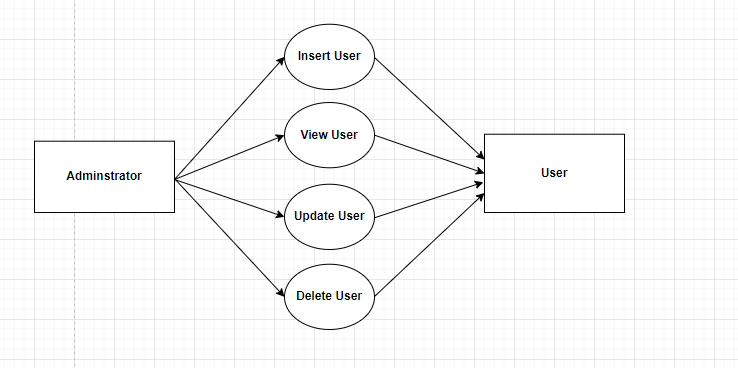 Insert User
View User
Adminstrator
User
Update User
Delete User